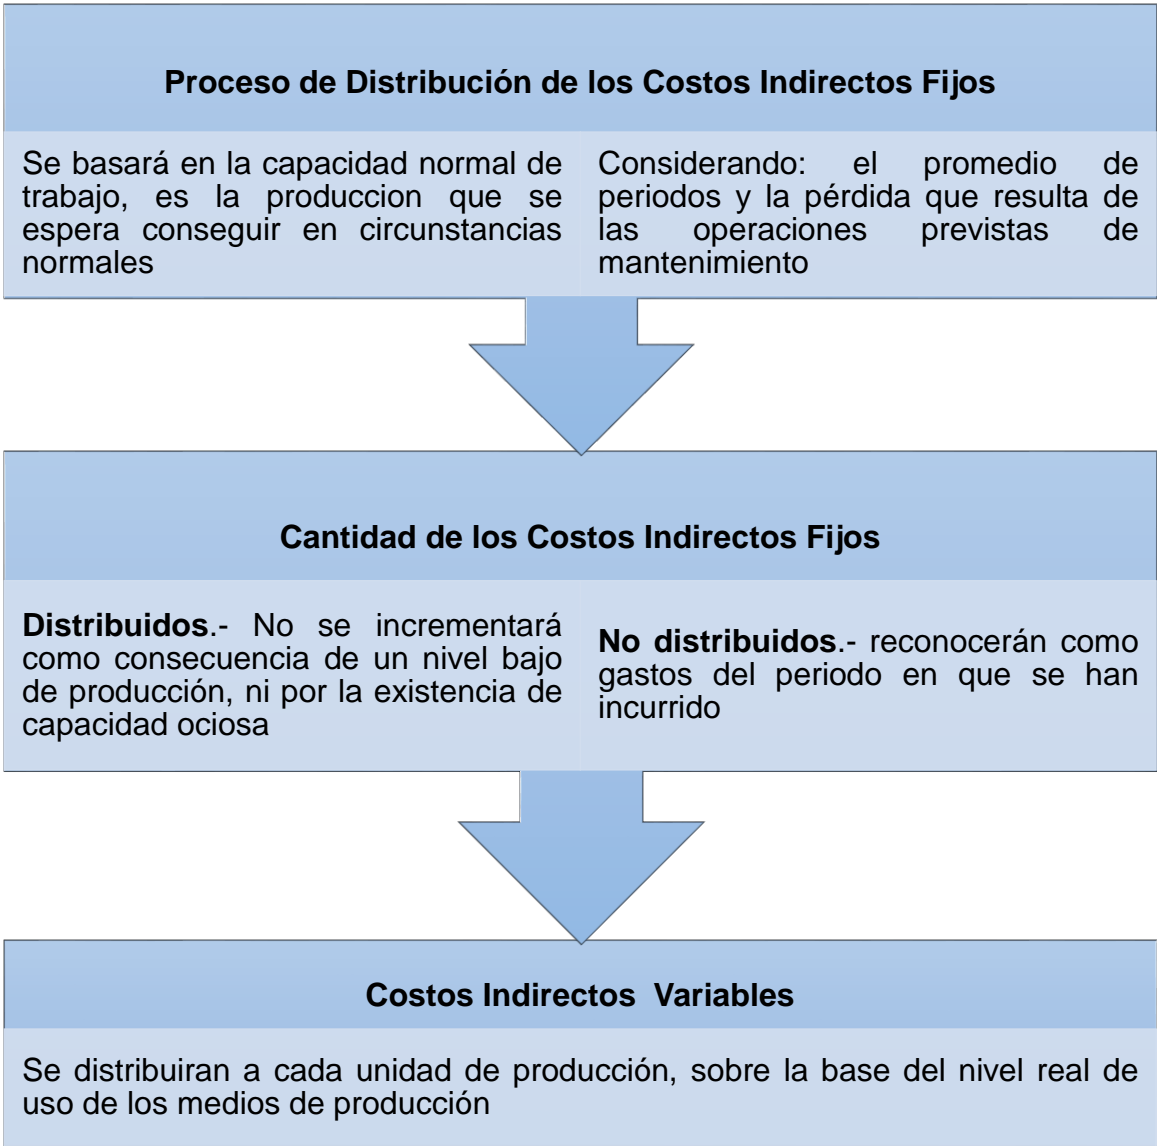 Proceso de Distribución de los Costos Indirectos Fijos
Se basará en la capacidad normal de
trabajo, es la produccion que se
espera conseguir en circunstancias
normales
Considerando: el promedio de
periodos y la pérdida que resulta de
las operaciones previstas de
mantenimiento
Cantidad de los Costos Indirectos Fijos
Distribuidos.- No se incrementará
como consecuencia de un nivel bajo
de producción, ni por la existencia de
capacidad ociosa
No distribuidos.- reconocerán como
gastos del periodo en que se han
incurrido
Costos Indirectos Variables
Se distribuiran a cada unidad de producción, sobre la base del nivel real de
uso de los medios de producción